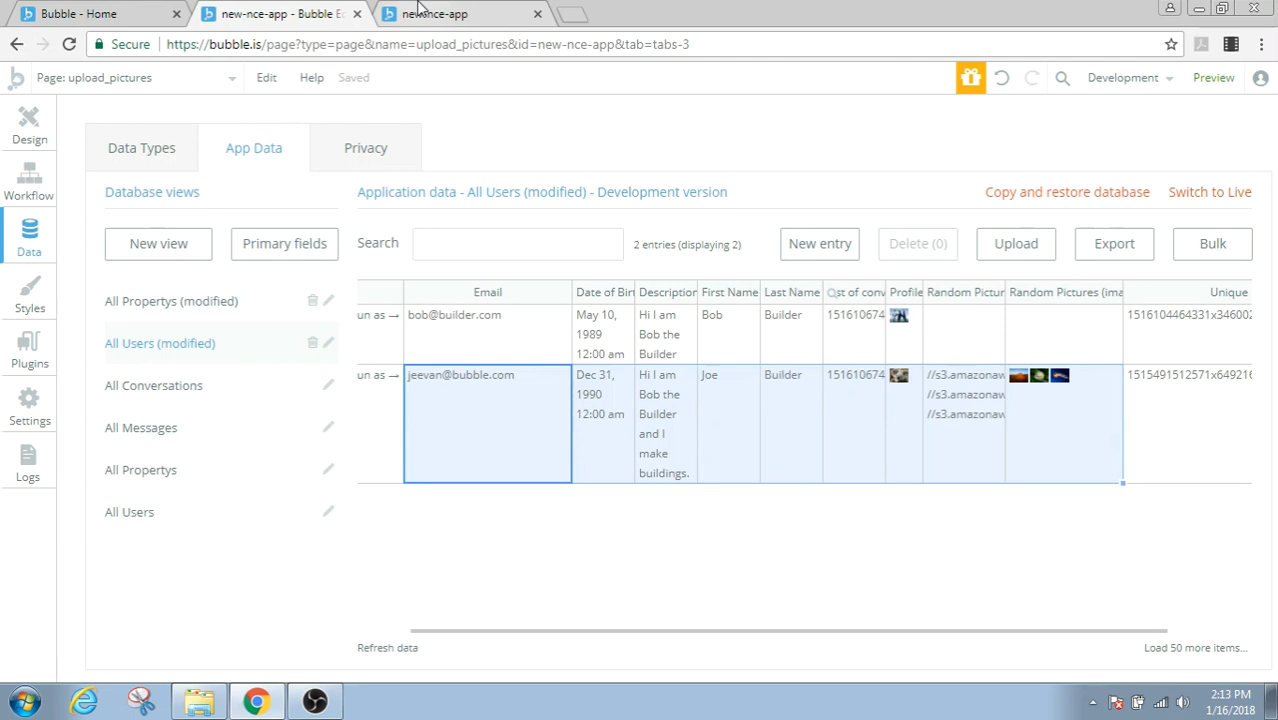 Bubble - Home
new-nce-app - Bubble E
new-nce-app
Secure https://bubble.is/page?type=page&name=upload_pictures&id=new-nce-app&tab=tabs-3
Page: upload_pictures Edit Help Saved Development Preview
Design
Workflow
Data
Styles
Plugins
Settings
Logs
Data Types App Data Privacy
Database views
New view Primary fields
All Propertys (modified)
All Users (modified)
All Conversations
All Messages
All Propertys
All Users
Application data - All Users (modified) - Development version Copy and restore database Switch to Live
Search 2 entries (displaying 2) New entry Delete (0) Upload Export Bulk
Email Date of Birt Description First Name Last Name st of conv Profile Random Pictur Random Pictures (ima Unique
un as → bob@builder.com May 10, Hi I am Bob Builder 151610674 1516104464331x346002
1989 Bob the
12:00 am Builder
un as → jeevan@bubble.com Dec 31, Hi I am Joe Builder 151610674 //s3.amazonaw 1515491512571x649216
1990 Bob the //s3.amazonaw
12:00 am Builder //s3.amazonaw
and I
make
buildings.
Refresh data Load 50 more items...
2:13 PM
1/16/2018